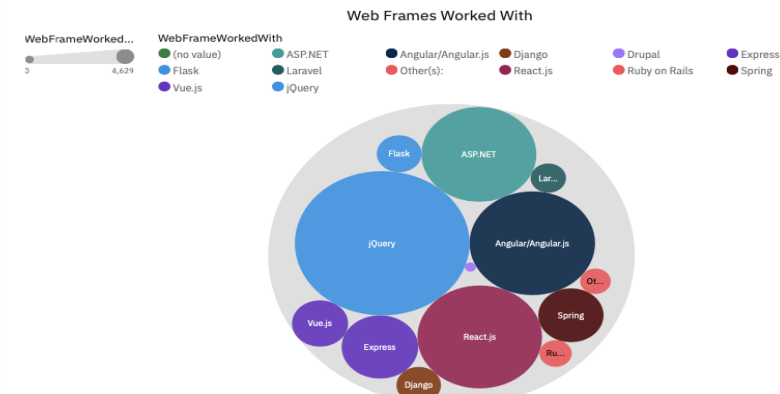 Web Frames Worked With
WebFrameWorked...
0 4,629
WebFrameWorkedWith
(no value) ASP.NET Angular/Angular.js Django Drupal Express
Flask Laravel Other(s): React.js Ruby on Rails Spring
Vue.js jQuery
Flask
ASP.NET
Lar...
jQuery
Angular/Angular.js
Ot...
Vue.js
Express
React.js
Spring
Ru...
Django